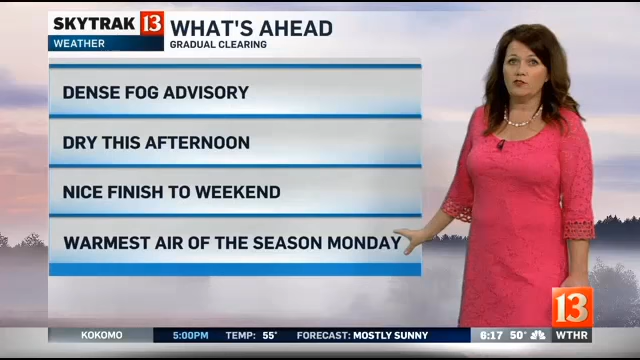 SKYTRAK 13
WEATHER
WHAT'S AHEAD
GRADUAL CLEARING
DENSE FOG ADVISORY
DRY THIS AFTERNOON
NICE FINISH TO WEEKEND
WARMEST AIR OF THE SEASON MONDAY
13
KOKOMO 5:00PM TEMP: 55° FORECAST: MOSTLY SUNNY 6:17 50° WTHR